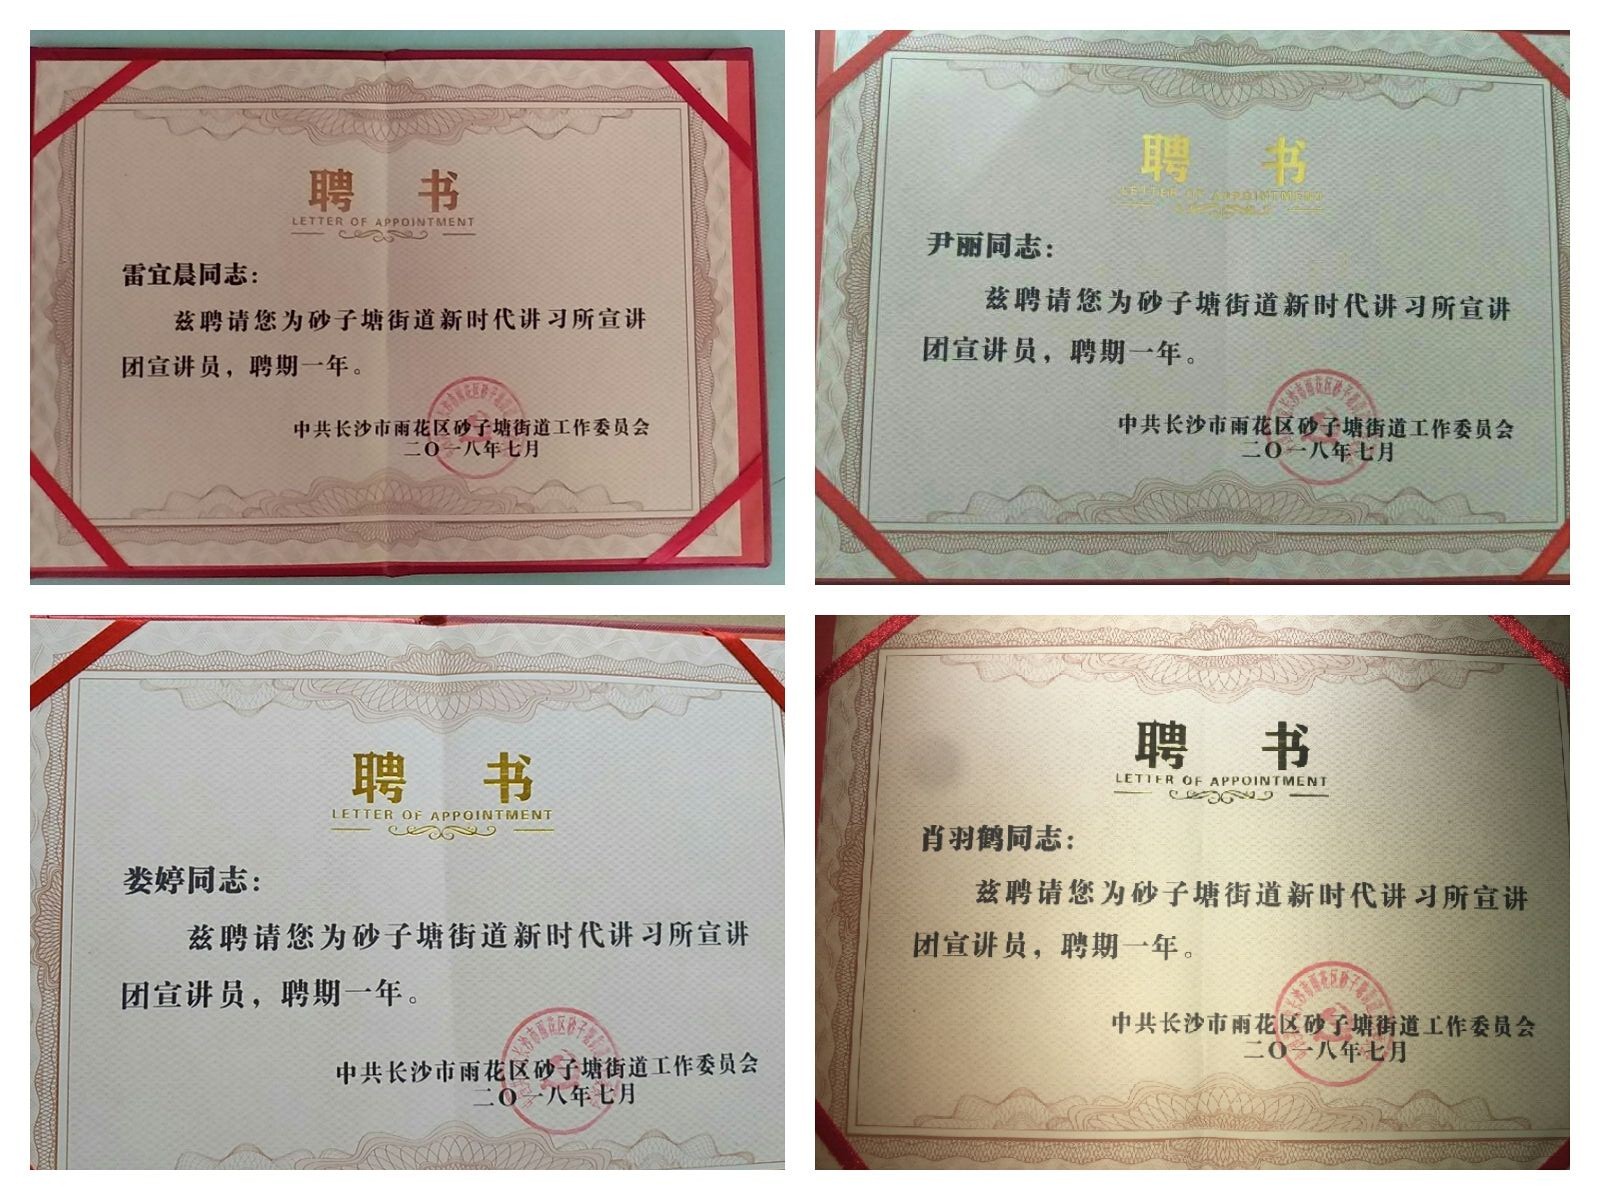 聘 书
LETTER OF APPOINTMENT
雷宜晨同志：
兹聘请您为砂子塘街道新时代讲习所宣讲
团宣讲员，聘期一年。
中共长沙市雨花区砂子塘街道工作委员会
二〇一八年七月
聘 书
LETTER OF APPOINTMENT
尹丽同志：
兹聘请您为砂子塘街道新时代讲习所宣讲
团宣讲员，聘期一年。
中共长沙市雨花区砂子塘街道工作委员会
二〇一八年七月
聘 书
LETTER OF APPOINTMENT
娄婷同志：
兹聘请您为砂子塘街道新时代讲习所宣讲
团宣讲员，聘期一年。
中共长沙市雨花区砂子塘街道工作委员会
二〇一八年七月
聘 书
LETTER OF APPOINTMENT
肖羽鹤同志：
兹聘请您为砂子塘街道新时代讲习所宣讲
团宣讲员，聘期一年。
中共长沙市雨花区砂子塘街道工作委员会
二〇一八年七月